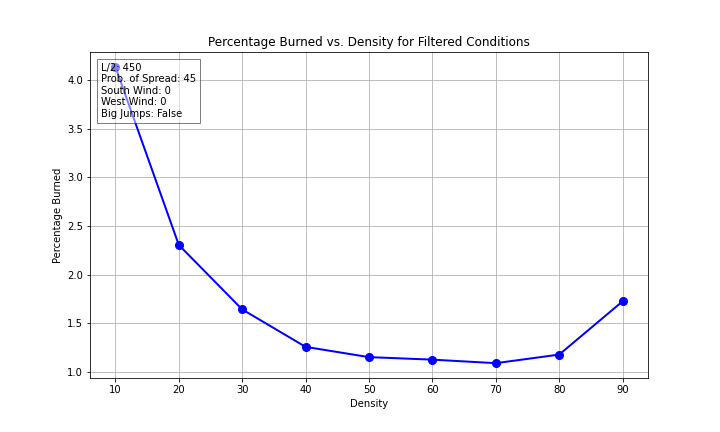 Percentage Burned vs. Density for Filtered Conditions
L/2: 450
Prob. of Spread: 45
South Wind: 0
West Wind: 0
Big Jumps: False
Percentage Burned
4.0
3.5
3.0
2.5
2.0
1.5
1.0
10 20 30 40 50 60 70 80 90
Density